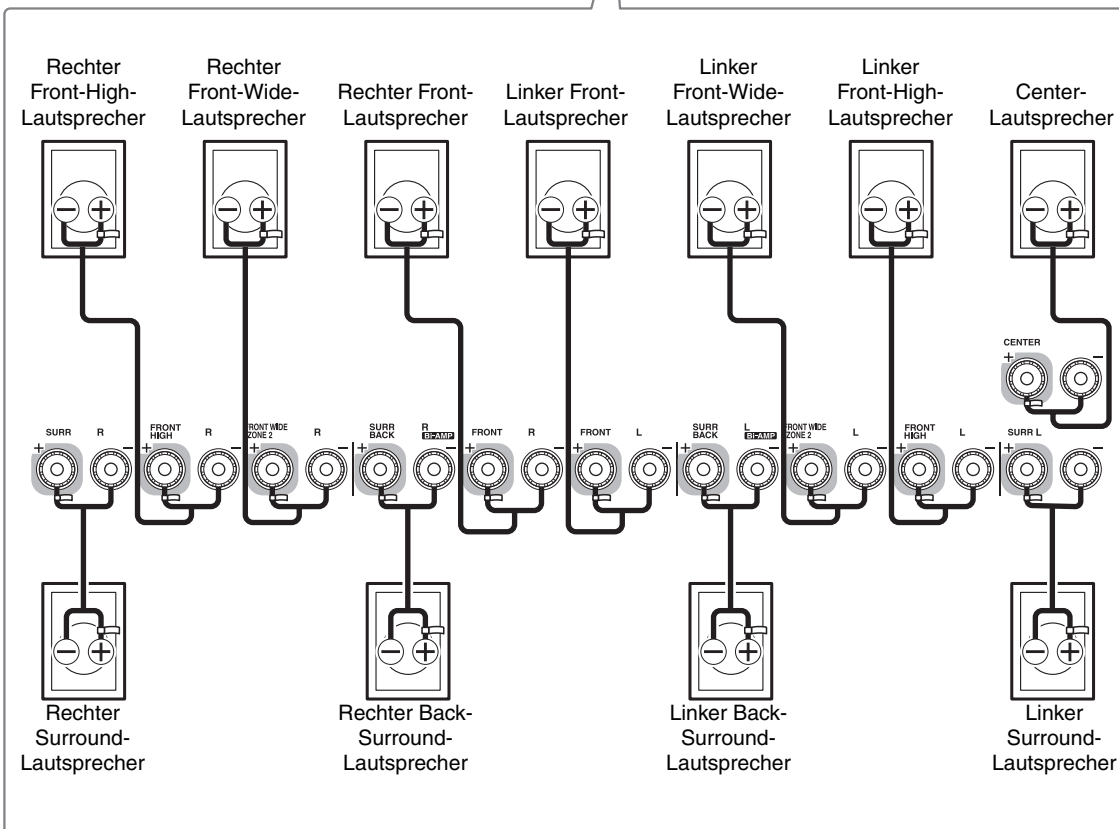 Rechter
Front-High-
Lautsprecher
Rechter
Front-Wide-
Lautsprecher
Rechter Front-
Lautsprecher
Linker Front-
Lautsprecher
Linker
Front-Wide-
Lautsprecher
Linker
Front-High-
Lautsprecher
Center-
Lautsprecher
− +
− +
− +
− +
− +
− +
− +
CENTER
+ −
SURR R
+ −
FRONT
HIGH R
+ −
FRONT WIDE
ZONE 2 R
+ −
SURR
BACK R
BI-AMP
+ −
FRONT R
+ −
FRONT L
+ −
SURR
BACK L
BI-AMP
+ −
FRONT WIDE
ZONE 2 L
+ −
FRONT
HIGH L
+ −
SURR L
+ −
− +
− +
− +
− +
Rechter
Surround-
Lautsprecher
Rechter Back-
Surround-
Lautsprecher
Linker Back-
Surround-
Lautsprecher
Linker
Surround-
Lautsprecher